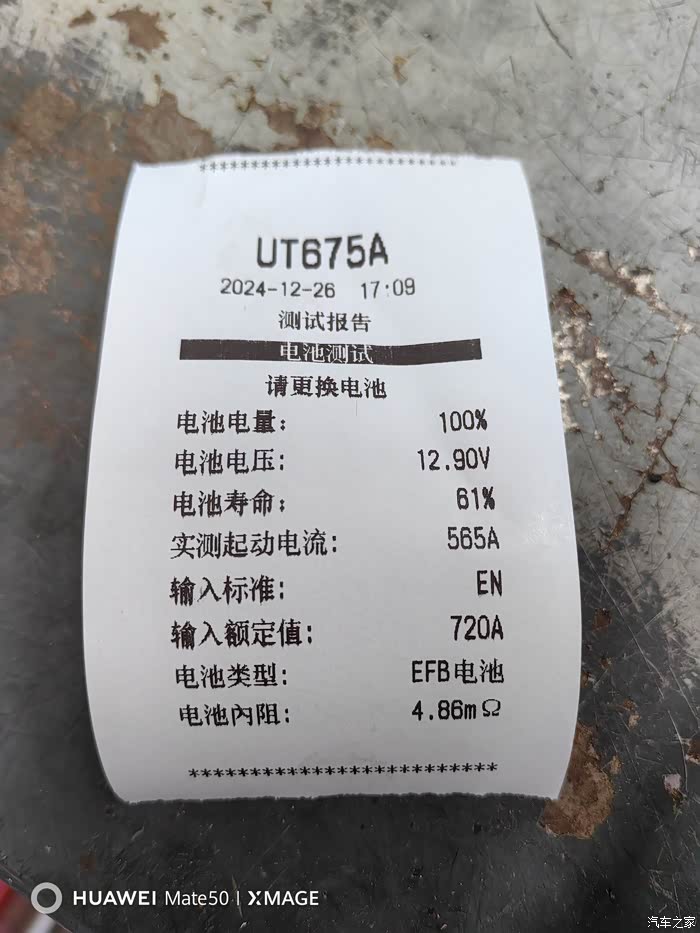 *************************
UT675A
2024-12-26 17:09
测试报告
电池测试
请更换电池
电池电量: 100%
电池电压: 12.90V
电池寿命: 61%
实测起动电流: 565A
输入标准: EN
输入额定值: 720A
电池类型: EFB电池
电池内阻: 4.86mΩ
*************************
HUAWEI Mate50 | XMAGE
汽车之家